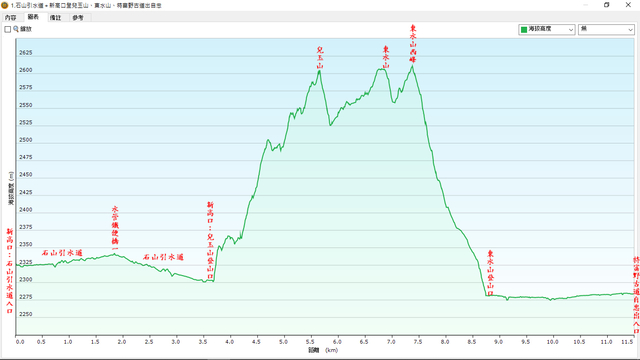 1.石山引水道+新高口登兒玉山、東水山、特富野古道出自忠
內容 圖表 備註 參考
縮放
海拔高度
無
海拔高度 (m)
2625
2600
2575
2550
2525
2500
2475
2450
2425
2400
2375
2350
2325
2300
2275
2250
新高口：石山引水道入口
石山引水道
水管鐵便橋
石山引水道
新高口：兒玉山登山口
兒玉山
東水山
東水山西峰
東水山登山口
特富野古道自忠出入口
0.0 0.5 1.0 1.5 2.0 2.5 3.0 3.5 4.0 4.5 5.0 5.5 6.0 6.5 7.0 7.5 8.0 8.5 9.0 9.5 10.0 10.5 11.0 11.5
距離 (km)